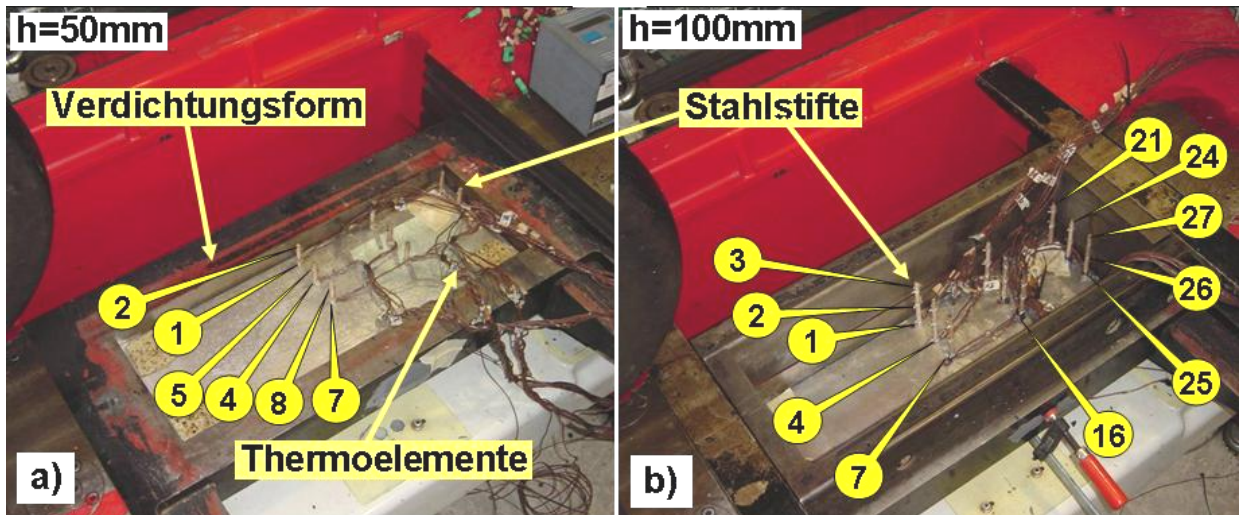 h=50mm
Verdichtungsform
2
1
5
4
8
7
Thermoelemente
a)
h=100mm
Stahlstifte
21
24
27
3
2
1
26
4
25
7
16
b)